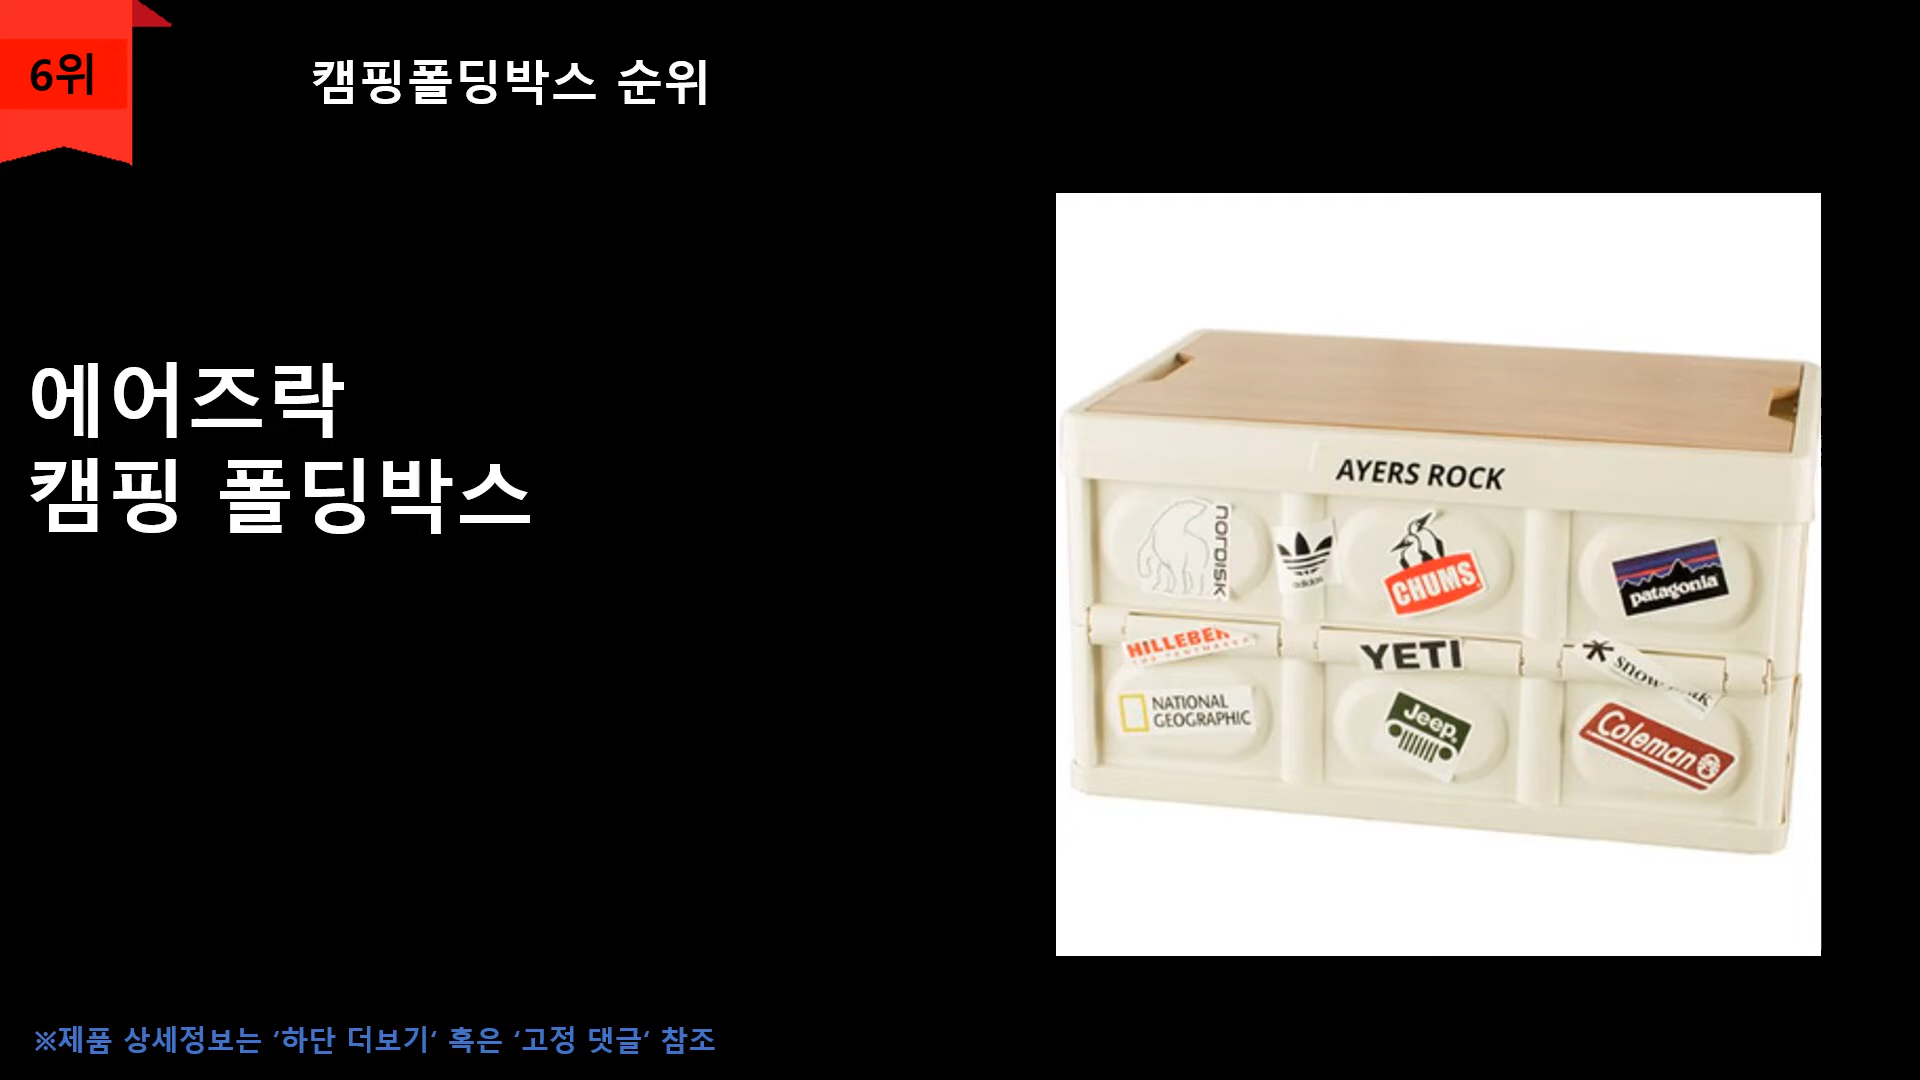 6위
캠핑폴딩박스 순위
에어즈락
캠핑 폴딩박스
AYERS ROCK
NORDISK
adidas
CHUMS
patagonia
YETI
NATIONAL
GEOGRAPHIC
Jeep
Coleman
※제품 상세정보는 ‘하단 더보기‘ 혹은 ‘고정 댓글‘ 참조